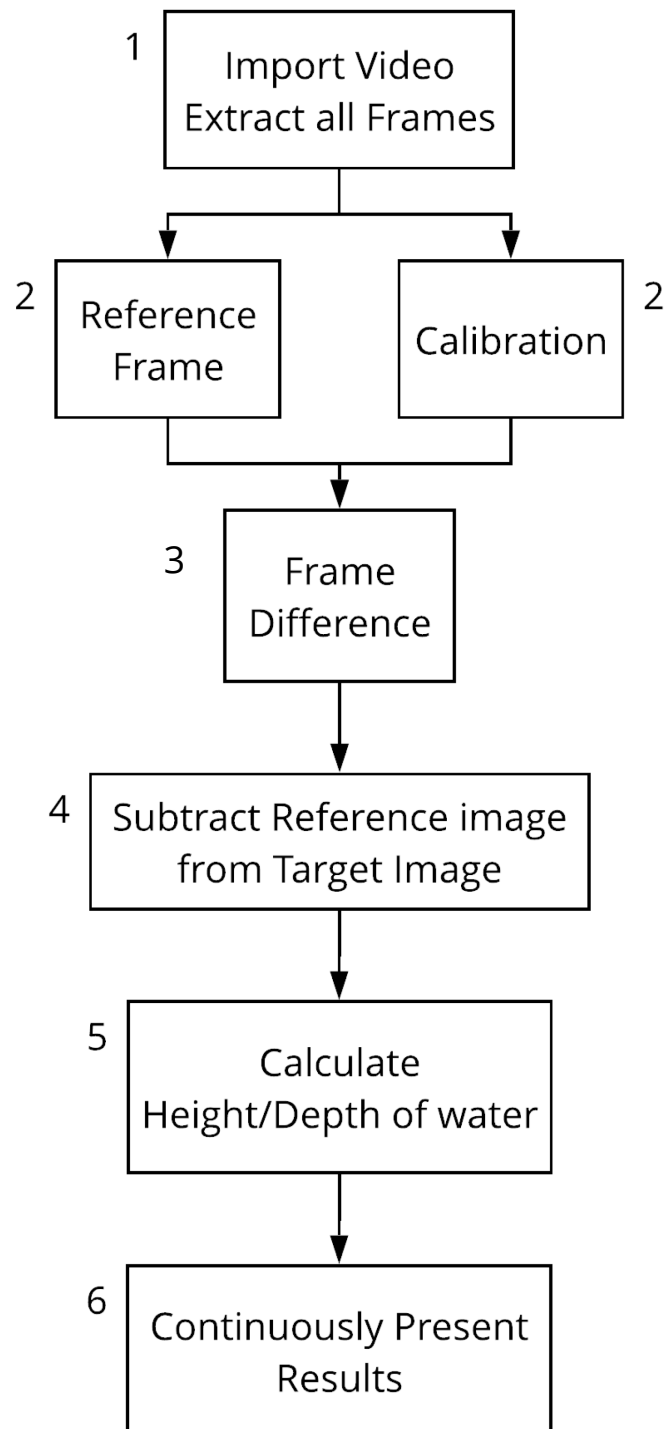 1
Import Video
Extract all Frames
2
Reference
Frame
Calibration
2
3
Frame
Difference
4
Subtract Reference image
from Target Image
5
Calculate
Height/Depth of water
6
Continuously Present
Results